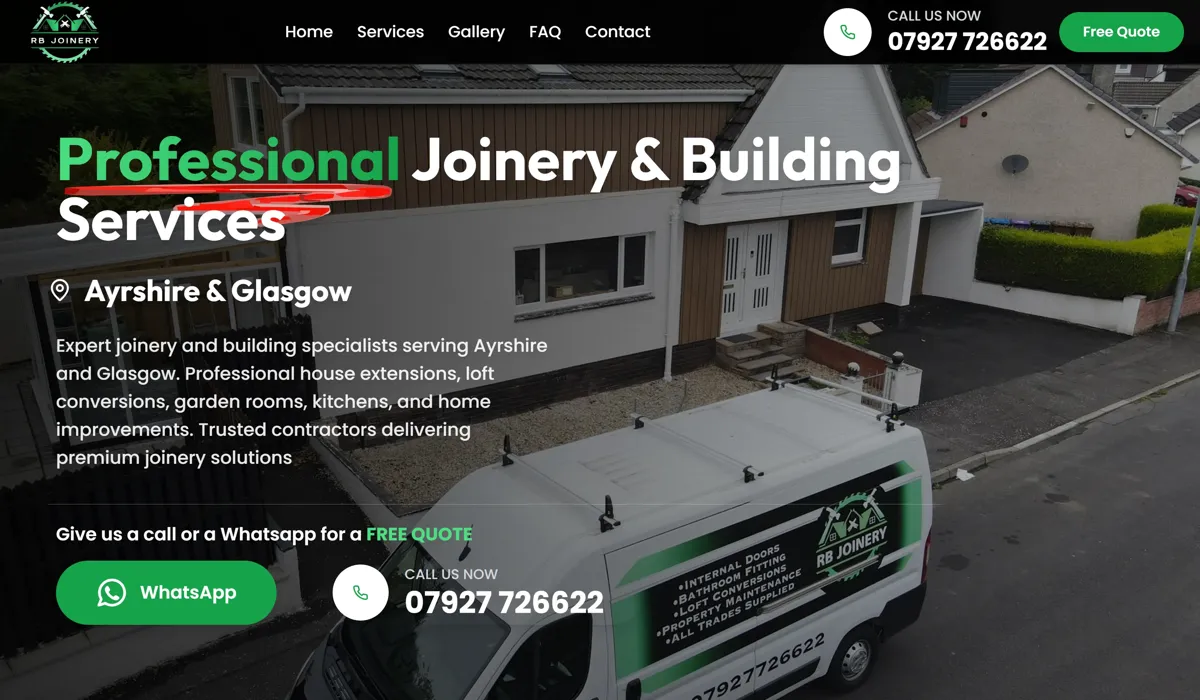 RB JOINERY
Home Services Gallery FAQ Contact
CALL US NOW
07927 726622
Free Quote
Professional Joinery & Building
Services
Ayrshire & Glasgow
Expert joinery and building specialists serving Ayrshire
and Glasgow. Professional house extensions, loft
conversions, garden rooms, kitchens, and home
improvements. Trusted contractors delivering
premium joinery solutions
Give us a call or a Whatsapp for a FREE QUOTE
WhatsApp
CALL US NOW
07927 726622
RB JOINERY
•INTERNAL DOORS
•BATHROOM FITTING
•LOFT CONVERSIONS
•PROPERTY MAINTENANCE
•ALL TRADES SUPPLIED
07927726622